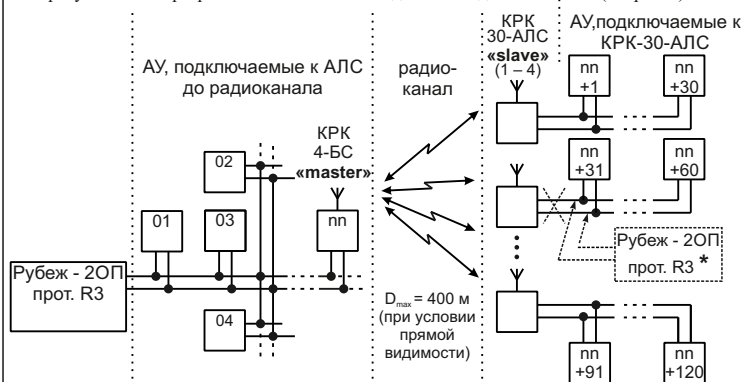 АУ, подключаемые к АЛС
до радиоканала
радио-
канал
КРК
30-АЛС
«slave»
(1 – 4)
АУ,подключаемые к
КРК-30-АЛС
nn
+1
nn
+30
02
КРК
4-БС
«master»
nn
+31
nn
+60
01
03
nn
Рубеж - 2ОП
прот. R3
Рубеж - 2ОП
прот. R3 *
04
Dmax = 400 м
(при условии
прямой
видимости)
nn
+91
nn
+120